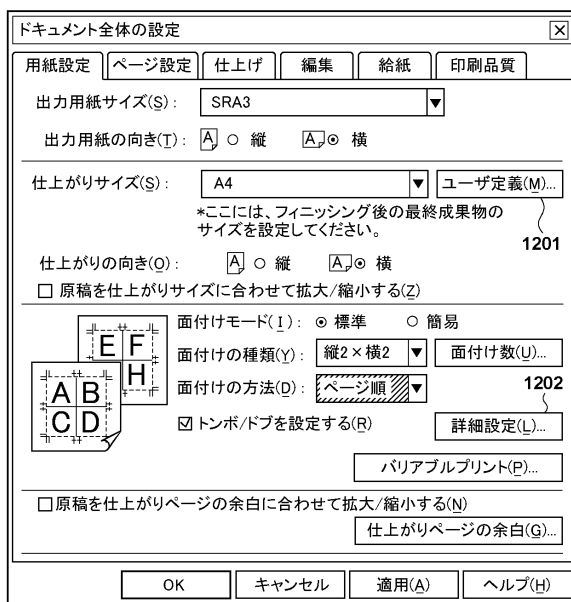 ドキュメント全体の設定
用紙設定 ページ設定 仕上げ 編集 給紙 印刷品質
出力用紙サイズ(S): SRA3
出力用紙の向き(T): A 縦 A 横
仕上がりサイズ(S): A4 ユーザ定義(M)...
*ここには、フィニッシング後の最終成果物の
サイズを設定してください。
1201
仕上がりの向き(O): A 縦 A 横
原稿を仕上がりサイズに合わせて拡大/縮小する(Z)
面付けモード(I): 標準 簡易
面付けの種類(Y): 縦2×横2 面付け数(U)...
面付けの方法(D): ページ順
1202
トンボ/ドブを設定する(R) 詳細設定(L)...
E F
H
A B
C D
バリアブルプリント(P)...
原稿を仕上がりページの余白に合わせて拡大/縮小する(N)
仕上がりページの余白(G)...
OK キャンセル 適用(A) ヘルプ(H)